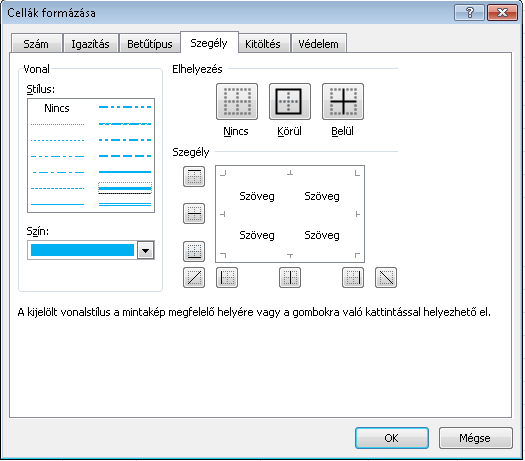 Cellák formázása
Szám Igazítás Betűtípus Szegély Kitöltés Védelem
Vonal
Stílus:
Nincs
Szín:
Elhelyezés
Nincs Körül Belül
Szegély
Szöveg Szöveg
Szöveg Szöveg
A kijelölt vonalstílus a mintakép megfelelő helyére vagy a gombokra való kattintással helyezhető el.
OK Mégse